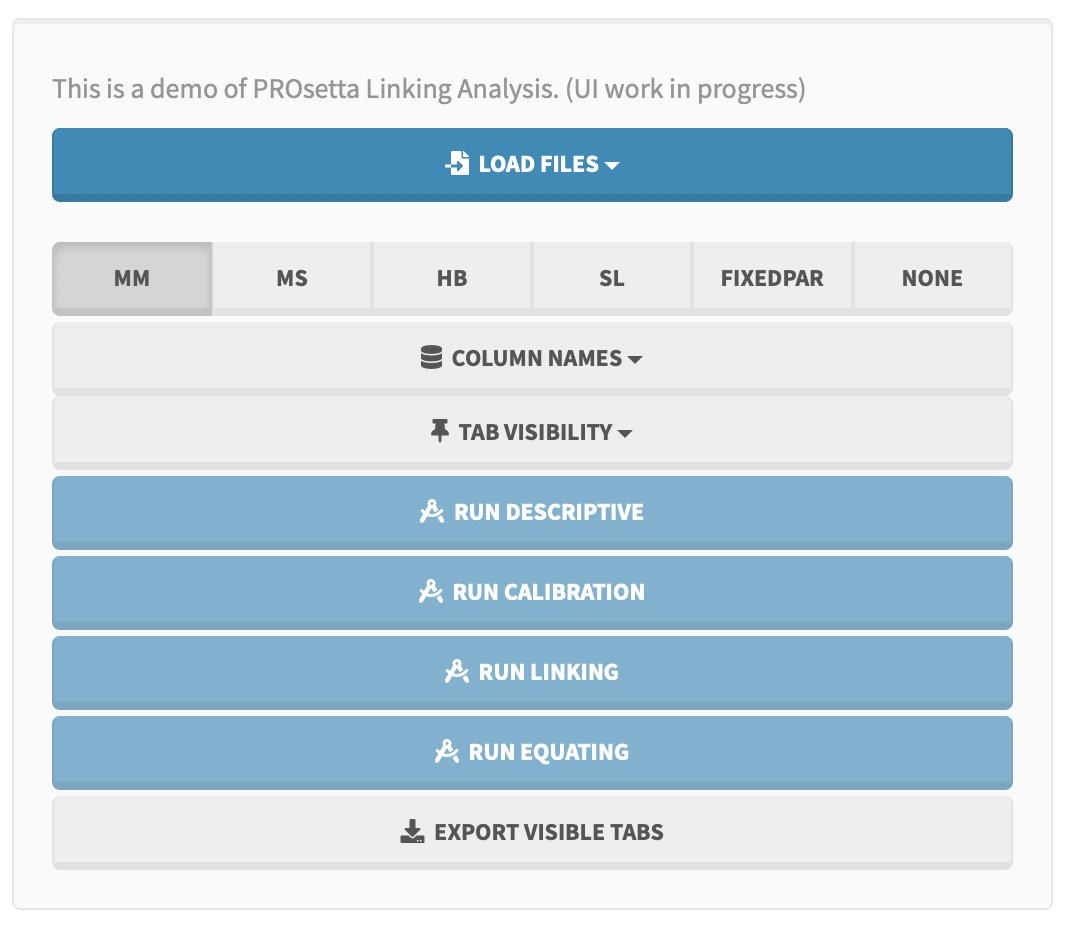 This is a demo of PROsetta Linking Analysis. (UI work in progress)
LOAD FILES
MM MS HB SL FIXEDPAR NONE
COLUMN NAMES
TAB VISIBILITY
RUN DESCRIPTIVE
RUN CALIBRATION
RUN LINKING
RUN EQUATING
EXPORT VISIBLE TABS